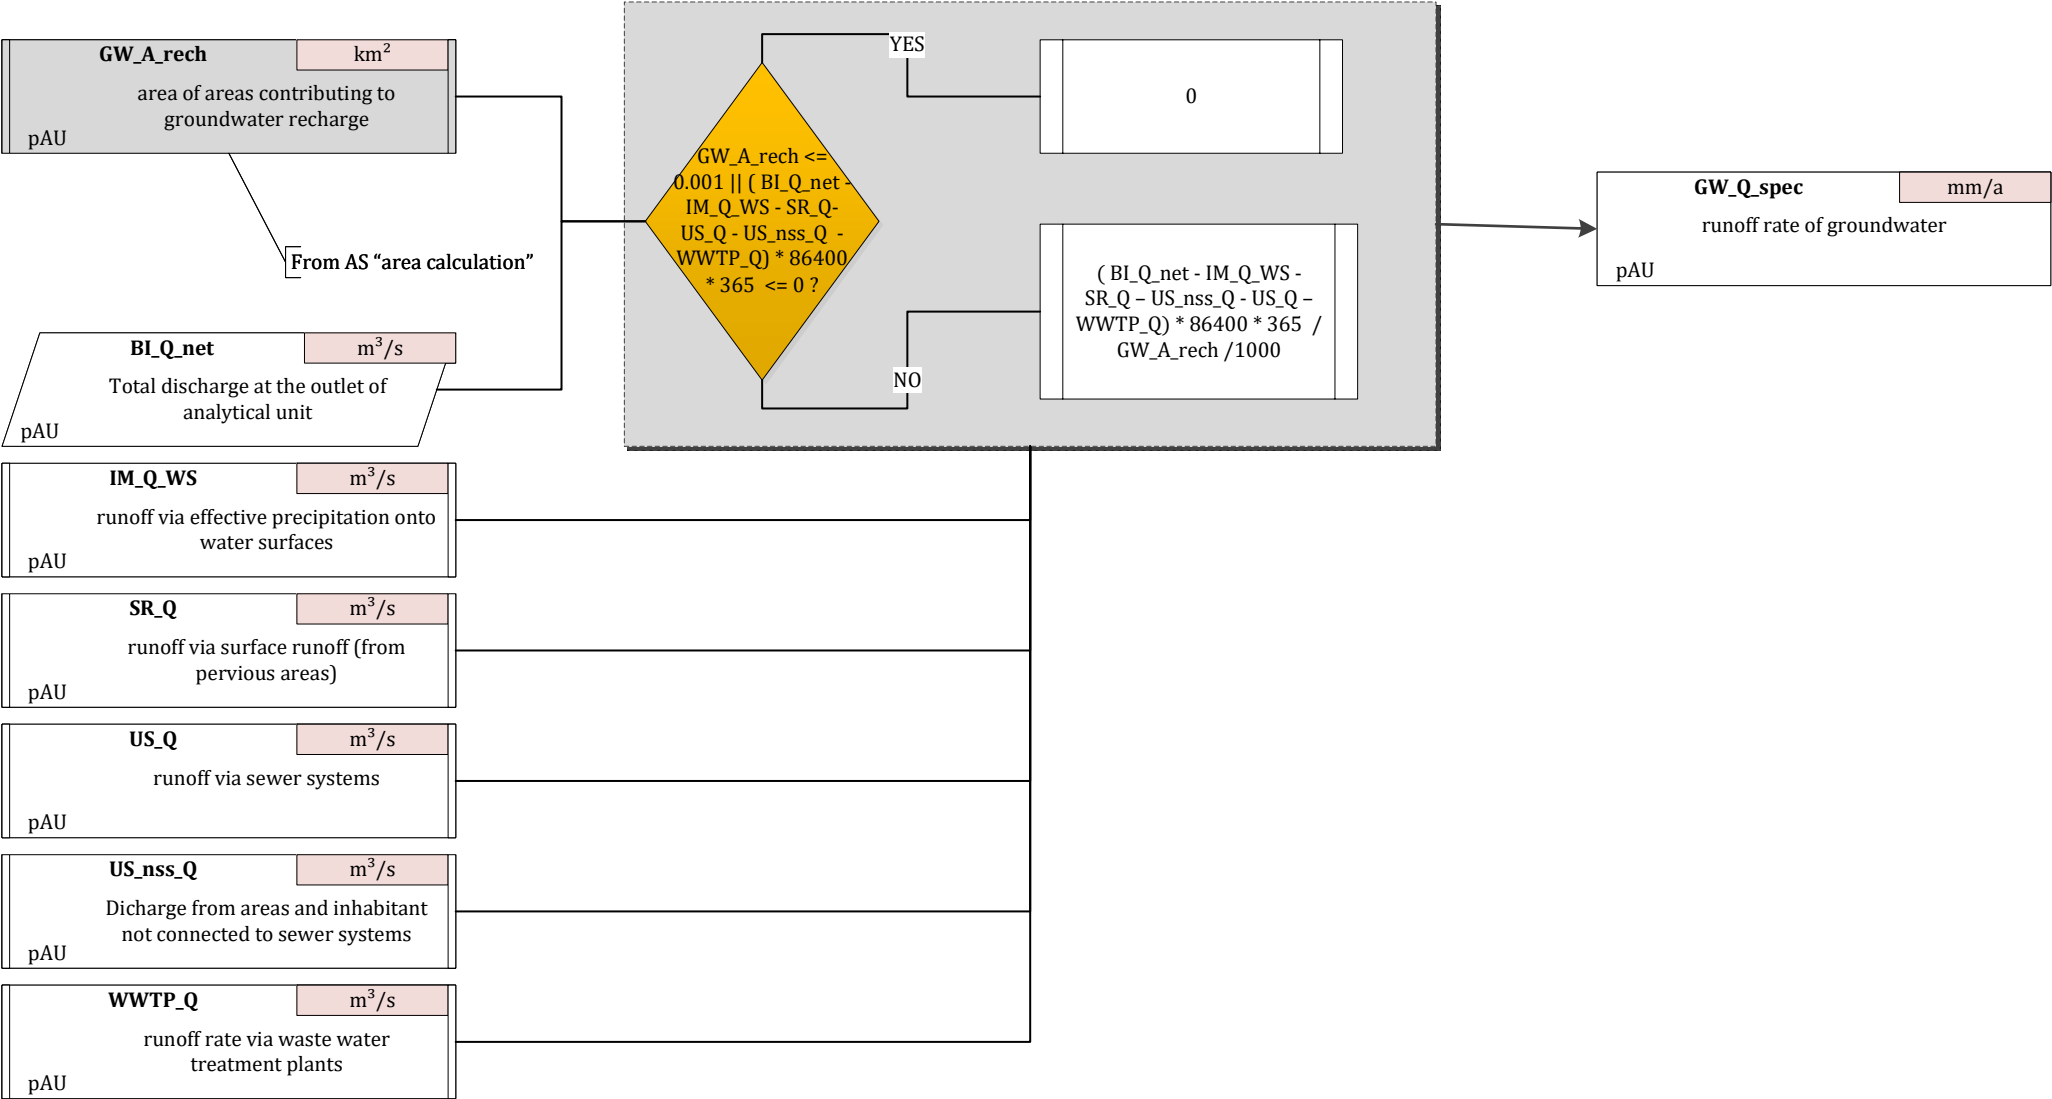 GW_A_rech
km²
area of areas contributing to
groundwater recharge
pAU
From AS “area calculation”
BI_Q_net
m³/s
Total discharge at the outlet of
analytical unit
pAU
IM_Q_WS
m³/s
runoff via effective precipitation onto
water surfaces
pAU
SR_Q
m³/s
runoff via surface runoff (from
pervious areas)
pAU
US_Q
m³/s
runoff via sewer systems
pAU
US_nss_Q
m³/s
Dicharge from areas and inhabitant
not connected to sewer systems
pAU
WWTP_Q
m³/s
runoff rate via waste water
treatment plants
pAU
GW_A_rech <=
0.001 || ( BI_Q_net -
IM_Q_WS - SR_Q-
US_Q - US_nss_Q -
WWTP_Q) * 86400
* 365 <= 0 ?
YES
0
NO
( BI_Q_net - IM_Q_WS -
SR_Q – US_nss_Q - US_Q –
WWTP_Q) * 86400 * 365 /
GW_A_rech /1000
GW_Q_spec
mm/a
runoff rate of groundwater
pAU